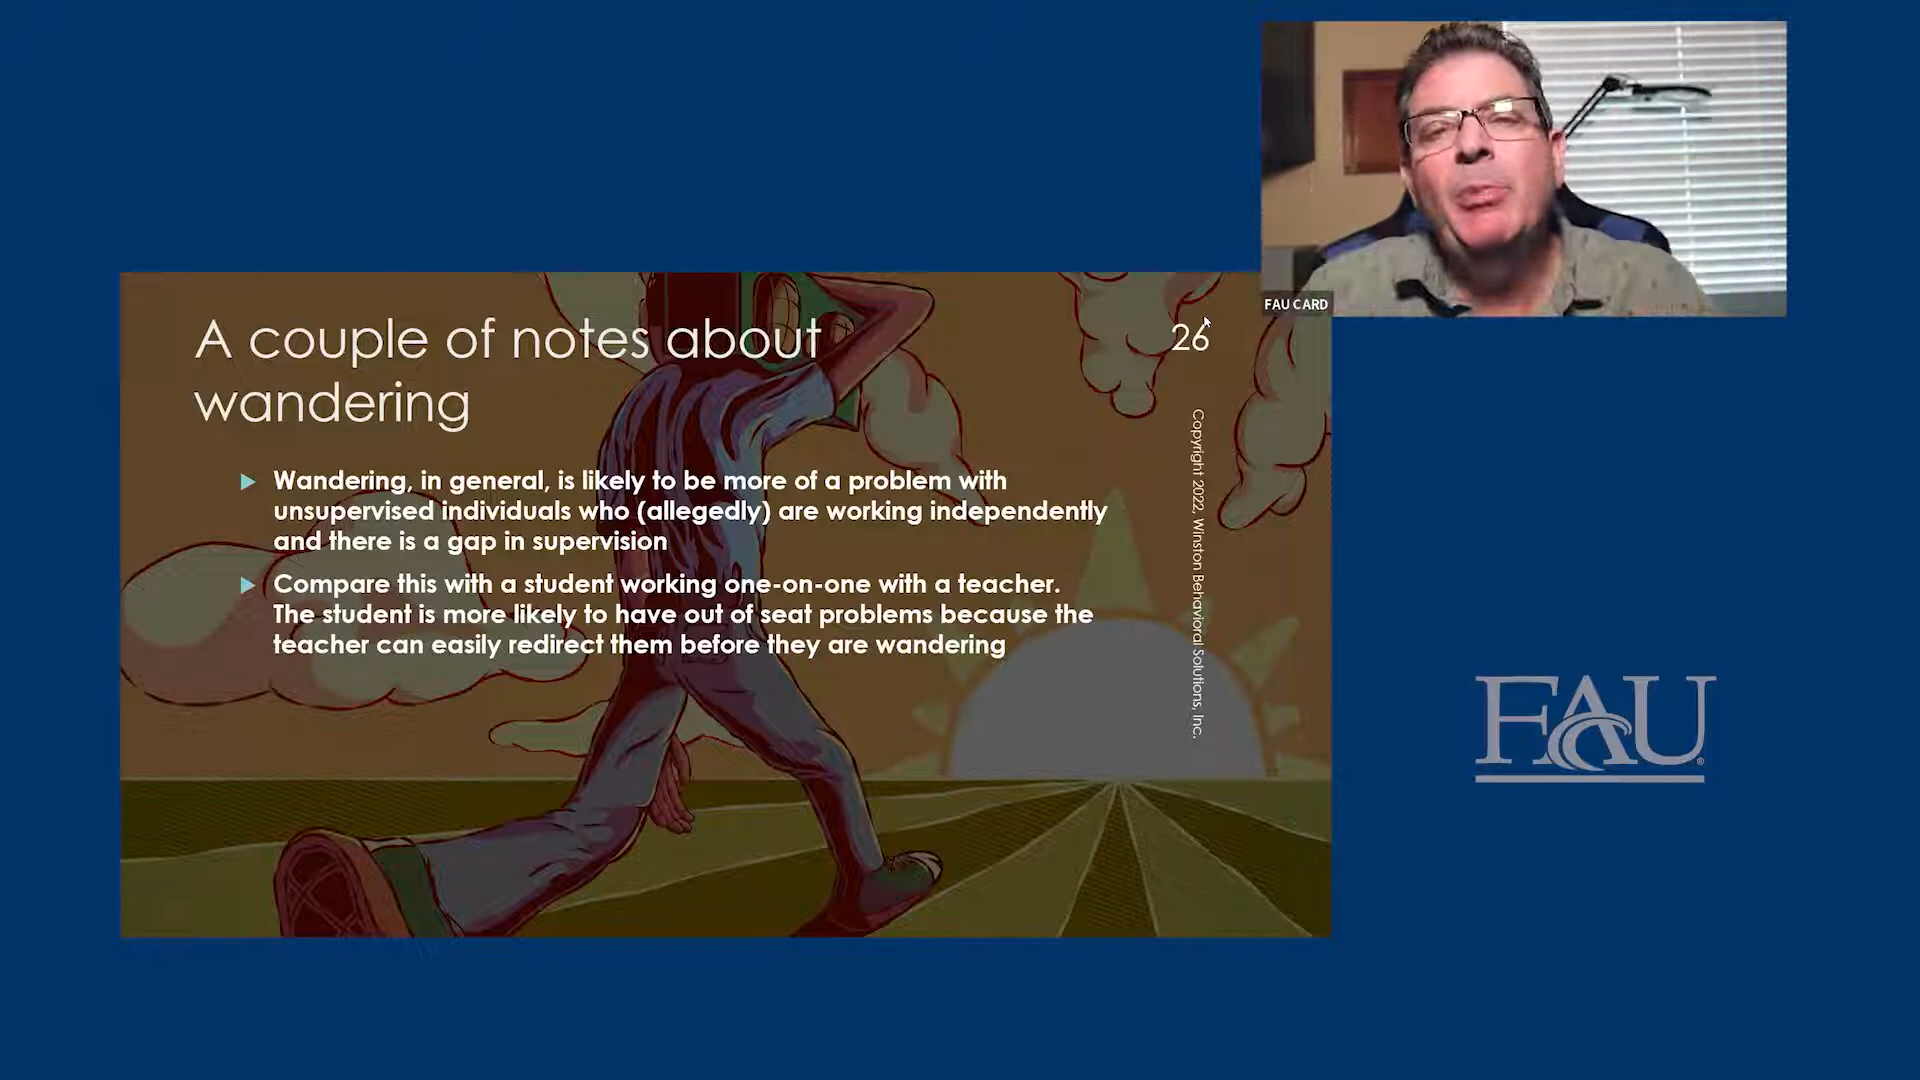 FAU CARD
A couple of notes about
wandering
26
Wandering, in general, is likely to be more of a problem with
unsupervised individuals who (allegedly) are working independently
and there is a gap in supervision
Compare this with a student working one-on-one with a teacher.
The student is more likely to have out of seat problems because the
teacher can easily redirect them before they are wandering
Copyright 2022, Winston Behavioral Solutions, Inc.
FAU®